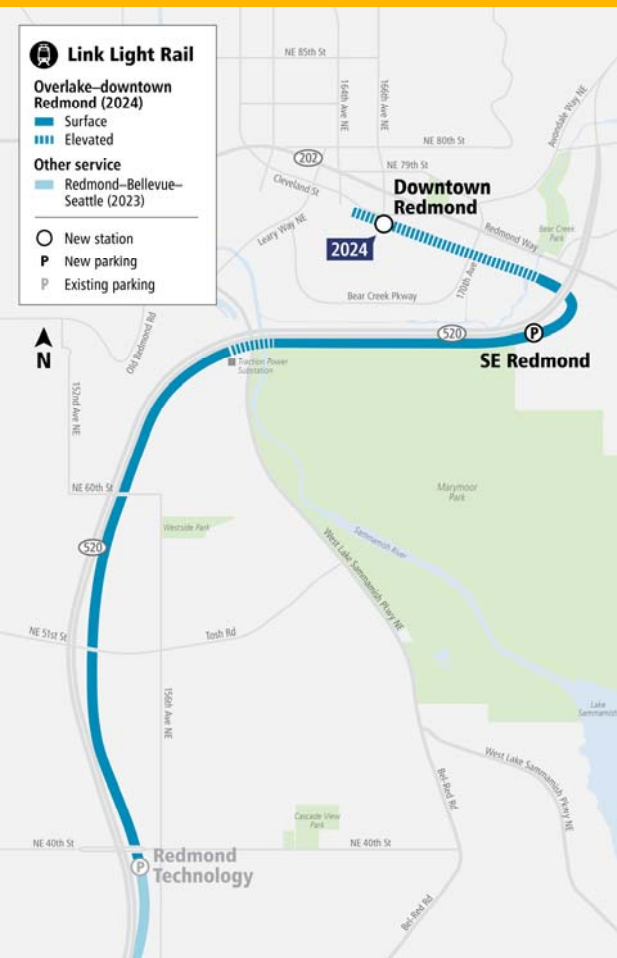 Link Light Rail
Overlake–downtown
Redmond (2024)
Surface
Elevated
Other service
Redmond–Bellevue–
Seattle (2023)
New station
P New parking
P Existing parking
N
NE 85th St
164th Ave NE
166th Ave NE
Avondale Way NE
NE 80th St
202
NE 79th St
Cleveland St
Downtown
Redmond
Leary Way NE
2024
Redmond Way
Bear Creek
Park
170th Ave
Bear Creek Pkwy
Old Redmond Rd
520
P
SE Redmond
Traction Power
Substation
152nd Ave NE
Marymoor
Park
NE 60th St
Westside Park
520
Sammamish River
West Lake Sammamish Pkwy NE
NE 51st St
Tosh Rd
156th Ave NE
Lake
Sammamish
West Lake Sammamish Pkwy NE
Bel-Red Rd
Cascade View
Park
NE 40th St
NE 40th St
P
Redmond
Technology
Bel-Red Rd